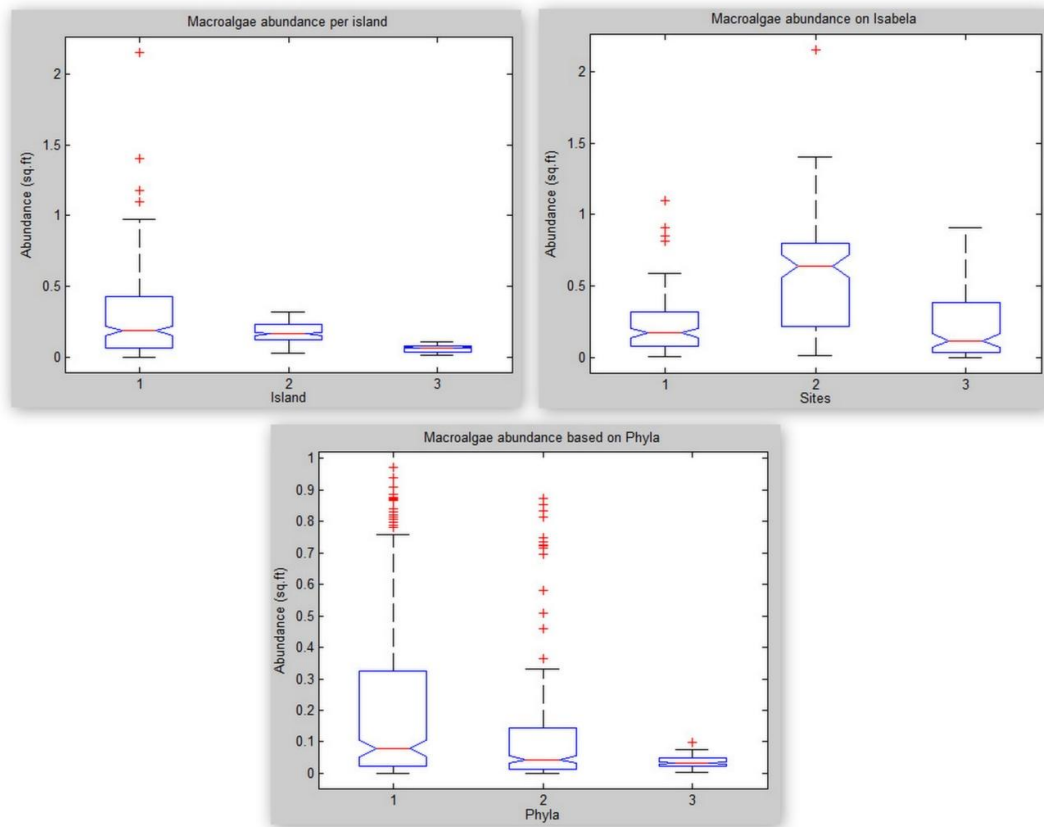 Macroalgae abundance per island
Abundance (sq.ft)
2
1.5
1
0.5
0
1 2 3
Island
Macroalgae abundance on Isabela
Abundance (sq.ft)
2
1.5
1
0.5
0
1 2 3
Sites
Macroalgae abundance based on Phyla
Abundance (sq.ft)
1
0.9
0.8
0.7
0.6
0.5
0.4
0.3
0.2
0.1
0
1 2 3
Phyla